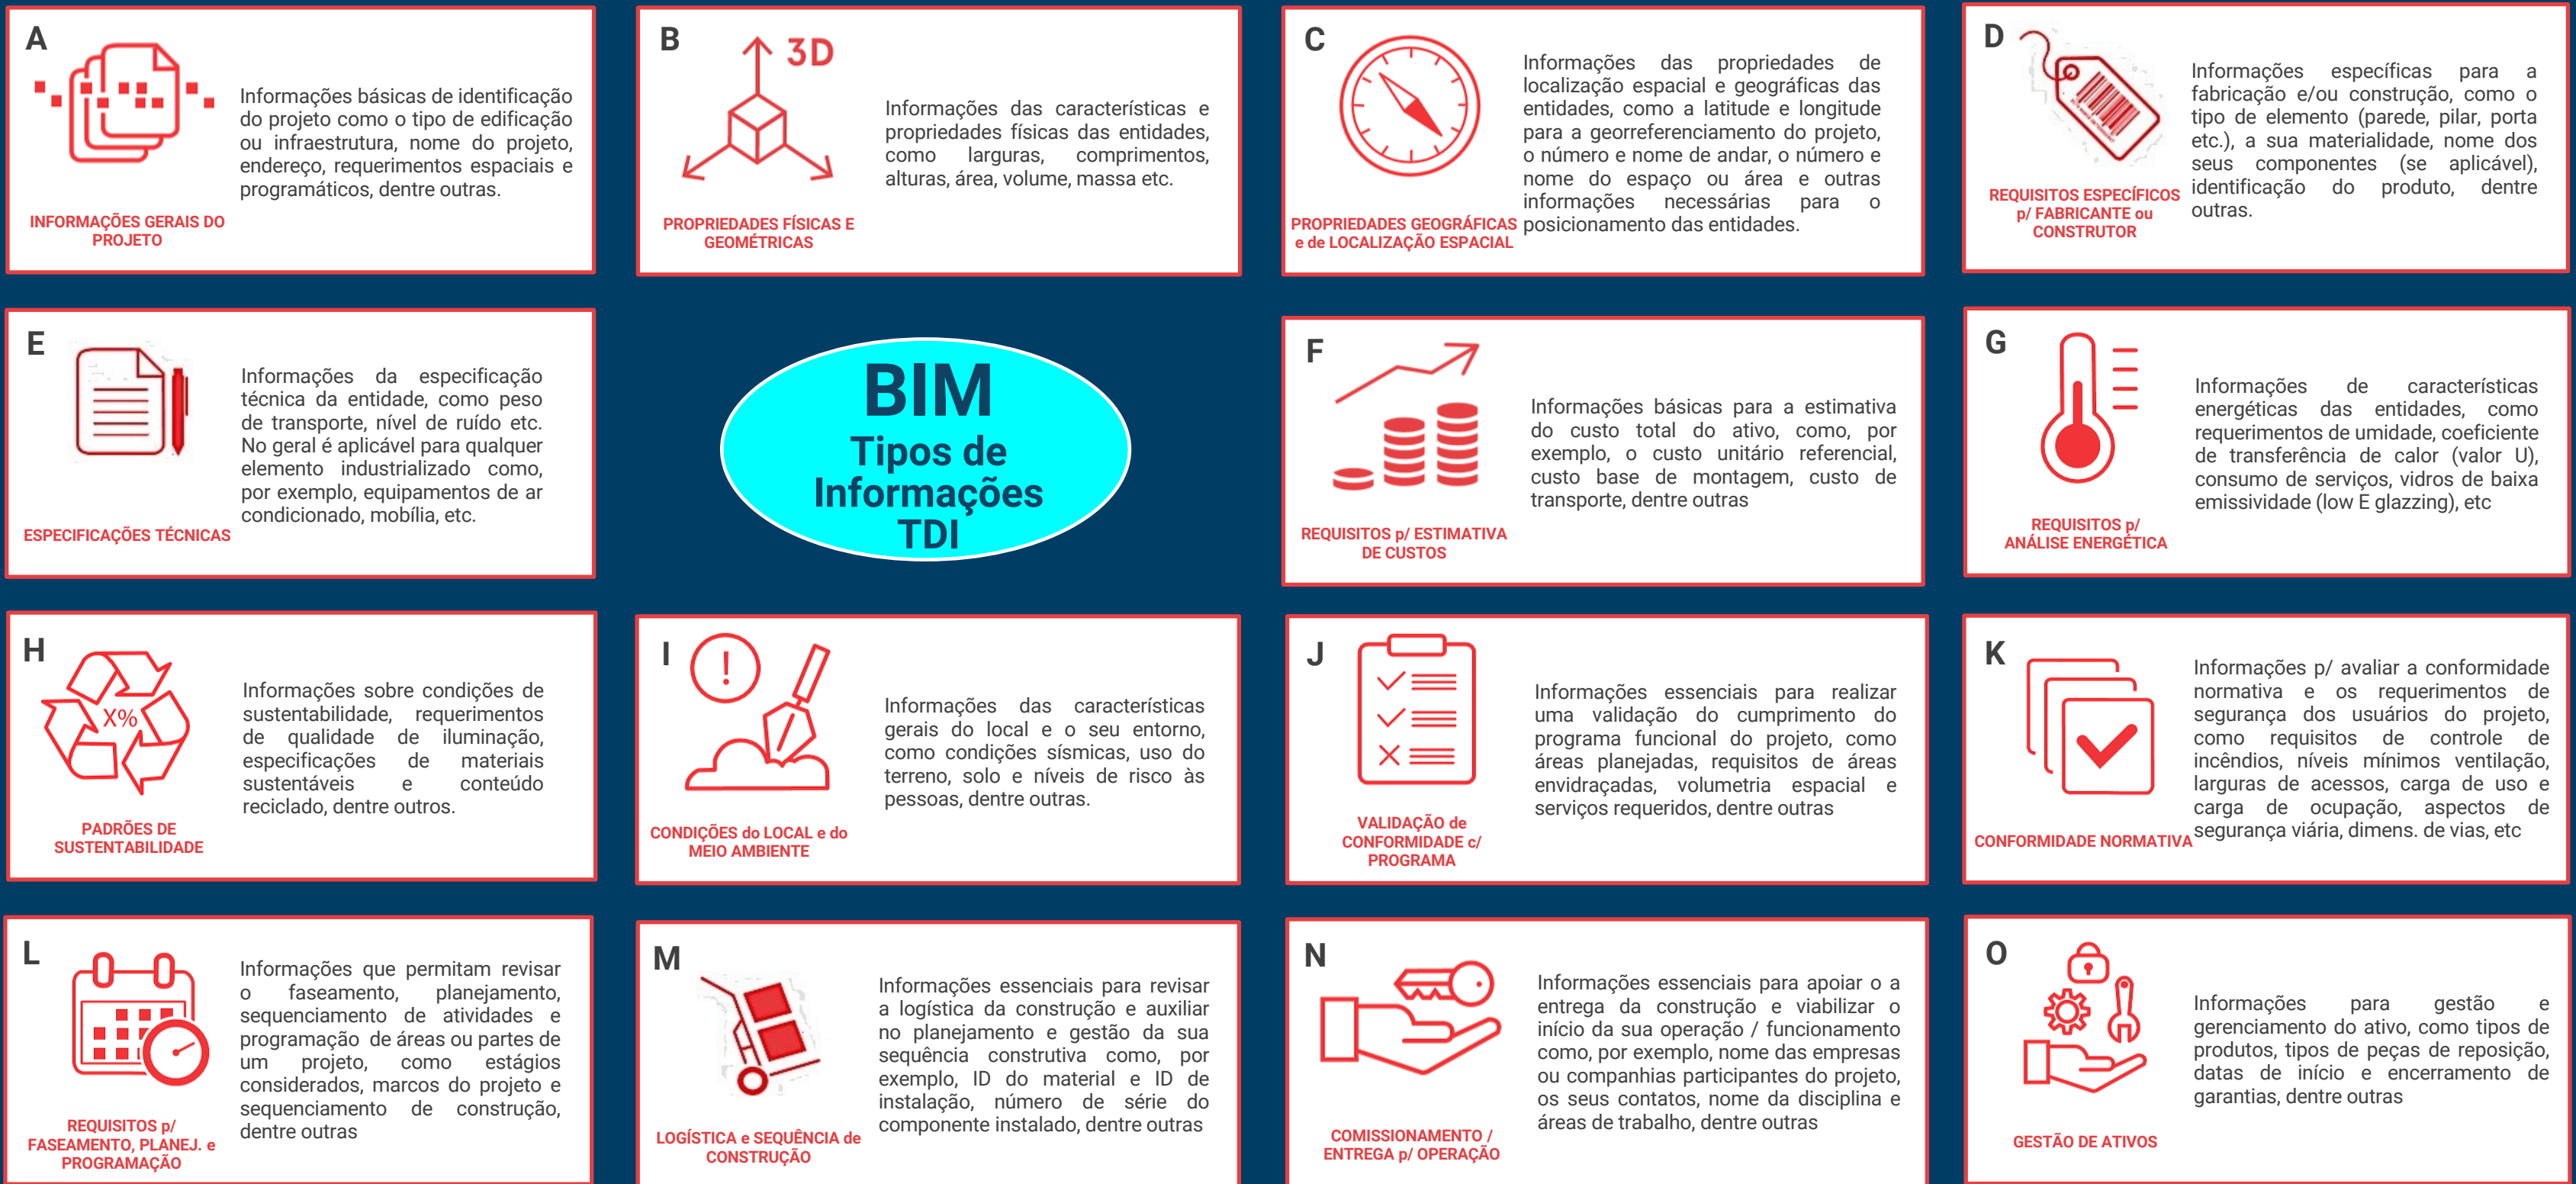 A
Informações básicas de identificação
do projeto como o tipo de edificação
ou infraestrutura, nome do projeto,
endereço, requerimentos espaciais e
programáticos, dentre outras.
INFORMAÇÕES GERAIS DO
PROJETO
B
3D
Informações das características e
propriedades físicas das entidades,
como larguras, comprimentos,
alturas, área, volume, massa etc.
PROPRIEDADES FÍSICAS E
GEOMÉTRICAS
C
Informações das propriedades de
localização espacial e geográficas das
entidades, como a latitude e longitude
para a georreferenciamento do projeto,
o número e nome de andar, o número e
nome do espaço ou área e outras
informações necessárias para o
posicionamento das entidades.
PROPRIEDADES GEOGRÁFICAS
e de LOCALIZAÇÃO ESPACIAL
D
Informações específicas para a
fabricação e/ou construção, como o
tipo de elemento (parede, pilar, porta
etc.), a sua materialidade, nome dos
seus componentes (se aplicável),
identificação do produto, dentre
outras.
REQUISITOS ESPECÍFICOS
p/ FABRICANTE ou
CONSTRUTOR
E
Informações da especificação
técnica da entidade, como peso
de transporte, nível de ruído etc.
No geral é aplicável para qualquer
elemento industrializado como,
por exemplo, equipamentos de ar
condicionado, mobília, etc.
ESPECIFICAÇÕES TÉCNICAS
BIM
Tipos de
Informações
TDI
F
Informações básicas para a estimativa
do custo total do ativo, como, por
exemplo, o custo unitário referencial,
custo base de montagem, custo de
transporte, dentre outras
REQUISITOS p/ ESTIMATIVA
DE CUSTOS
G
Informações de características
energéticas das entidades, como
requerimentos de umidade, coeficiente
de transferência de calor (valor U),
consumo de serviços, vidros de baixa
emissividade (low E glazzing), etc
REQUISITOS p/
ANÁLISE ENERGÉTICA
H
X%
Informações sobre condições de
sustentabilidade, requerimentos
de qualidade de iluminação,
especificações de materiais
sustentáveis e conteúdo
reciclado, dentre outros.
PADRÕES DE
SUSTENTABILIDADE
I
!
Informações das características
gerais do local e o seu entorno,
como condições sísmicas, uso do
terreno, solo e níveis de risco às
pessoas, dentre outras.
CONDIÇÕES do LOCAL e do
MEIO AMBIENTE
J
Informações essenciais para realizar
uma validação do cumprimento do
programa funcional do projeto, como
áreas planejadas, requisitos de áreas
envidraçadas, volumetria espacial e
serviços requeridos, dentre outras
VALIDAÇÃO de
CONFORMIDADE c/
PROGRAMA
K
Informações p/ avaliar a conformidade
normativa e os requerimentos de
segurança dos usuários do projeto,
como requisitos de controle de
incêndios, níveis mínimos ventilação,
larguras de acessos, carga de uso e
carga de ocupação, aspectos de
segurança viária, dimens. de vias, etc
CONFORMIDADE NORMATIVA
L
Informações que permitam revisar
o faseamento, planejamento,
sequenciamento de atividades e
programação de áreas ou partes de
um projeto, como estágios
considerados, marcos do projeto e
sequenciamento de construção,
dentre outras
REQUISITOS p/
FASEAMENTO, PLANEJ. e
PROGRAMAÇÃO
M
Informações essenciais para revisar
a logística da construção e auxiliar
no planejamento e gestão da sua
sequência construtiva como, por
exemplo, ID do material e ID de
instalação, número de série do
componente instalado, dentre outras
LOGÍSTICA e SEQUÊNCIA de
CONSTRUÇÃO
N
Informações essenciais para apoiar o a
entrega da construção e viabilizar o
início da sua operação / funcionamento
como, por exemplo, nome das empresas
ou companhias participantes do projeto,
os seus contatos, nome da disciplina e
áreas de trabalho, dentre outras
COMISSIONAMENTO /
ENTREGA p/ OPERAÇÃO
O
Informações para gestão e
gerenciamento do ativo, como tipos de
produtos, tipos de peças de reposição,
datas de início e encerramento de
garantias, dentre outras
GESTÃO DE ATIVOS